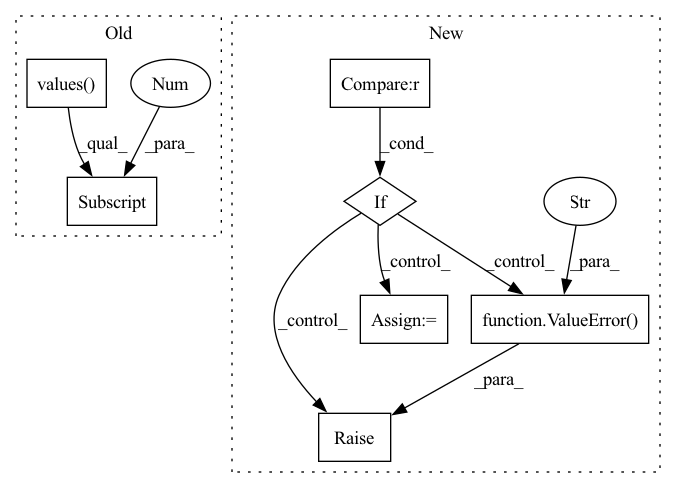 Old
New
values()
Num
Compare:r
_qual_
_para_
_cond_
Subscript
If
Str
_control_
_control_
_para_
_control_
Assign:=
function.ValueError()
_para_
Raise